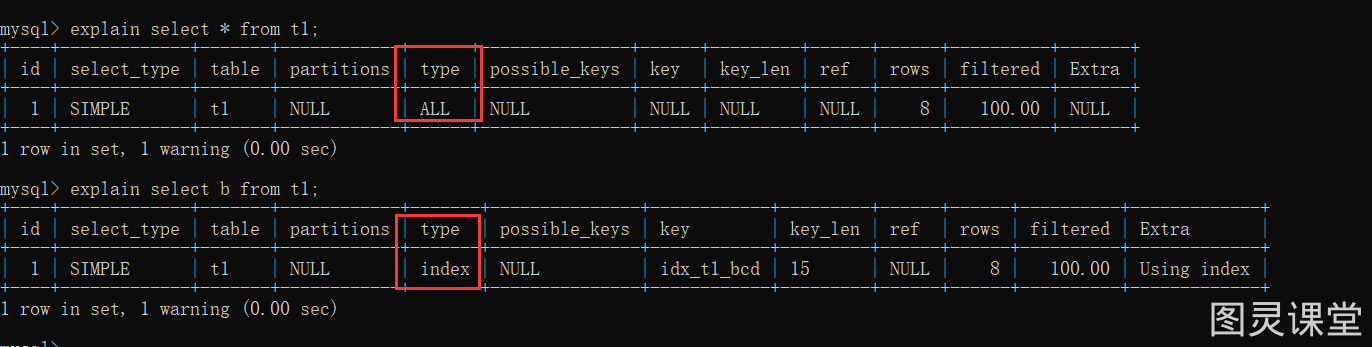 mysql> explain select * from t1;
| id | select_type | table | partitions | type | possible_keys | key | key_len | ref | rows | filtered | Extra |
| 1 | SIMPLE | t1 | NULL | ALL | NULL | NULL | NULL | NULL | 8 | 100.00 | NULL |
1 row in set, 1 warning (0.00 sec)
mysql> explain select b from t1;
| id | select_type | table | partitions | type | possible_keys | key | key_len | ref | rows | filtered | Extra |
| 1 | SIMPLE | t1 | NULL | index | NULL | idx_t1_bcd | 15 | NULL | 8 | 100.00 | Using index |
1 row in set, 1 warning (0.00 sec)
图灵课堂